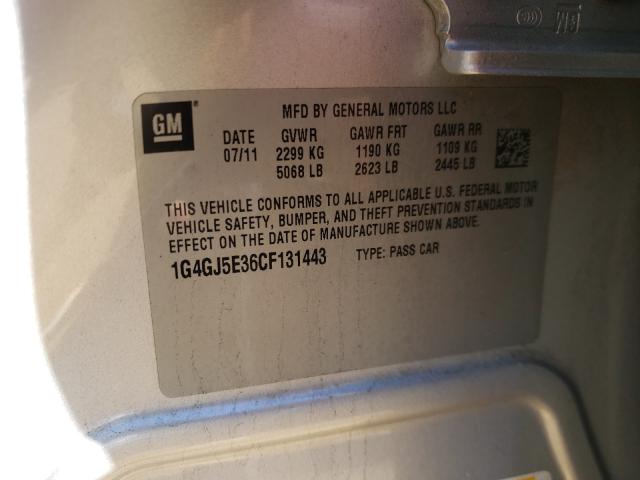 GM
MFD BY GENERAL MOTORS LLC
DATE GVWR GAWR FRT GAWR RR
07/11 2299 KG 1190 KG 1109 KG
5068 LB 2623 LB 2445 LB
THIS VEHICLE CONFORMS TO ALL APPLICABLE U.S. FEDERAL MOTOR
VEHICLE SAFETY, BUMPER, AND THEFT PREVENTION STANDARDS IN
EFFECT ON THE DATE OF MANUFACTURE SHOWN ABOVE.
1G4GJ5E36CF131443 TYPE: PASS CAR